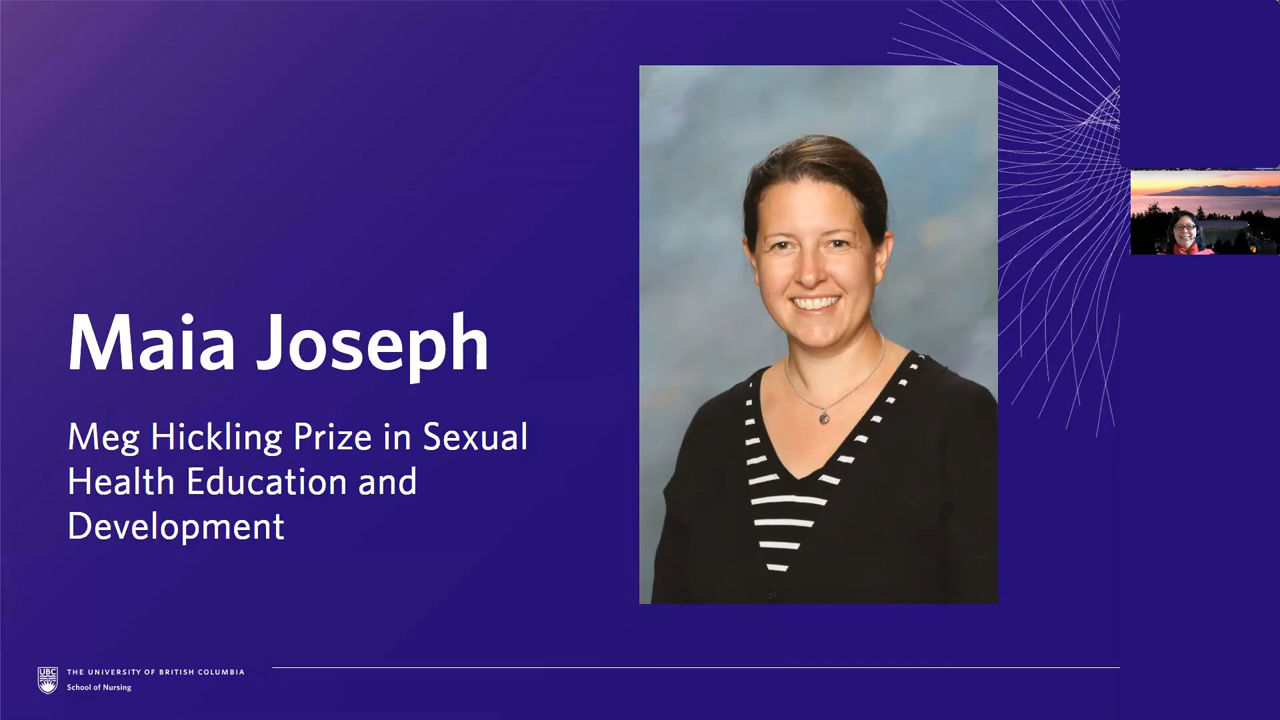 Maia Joseph
Meg Hickling Prize in Sexual
Health Education and
Development
UBC
THE UNIVERSITY OF BRITISH COLUMBIA
School of Nursing